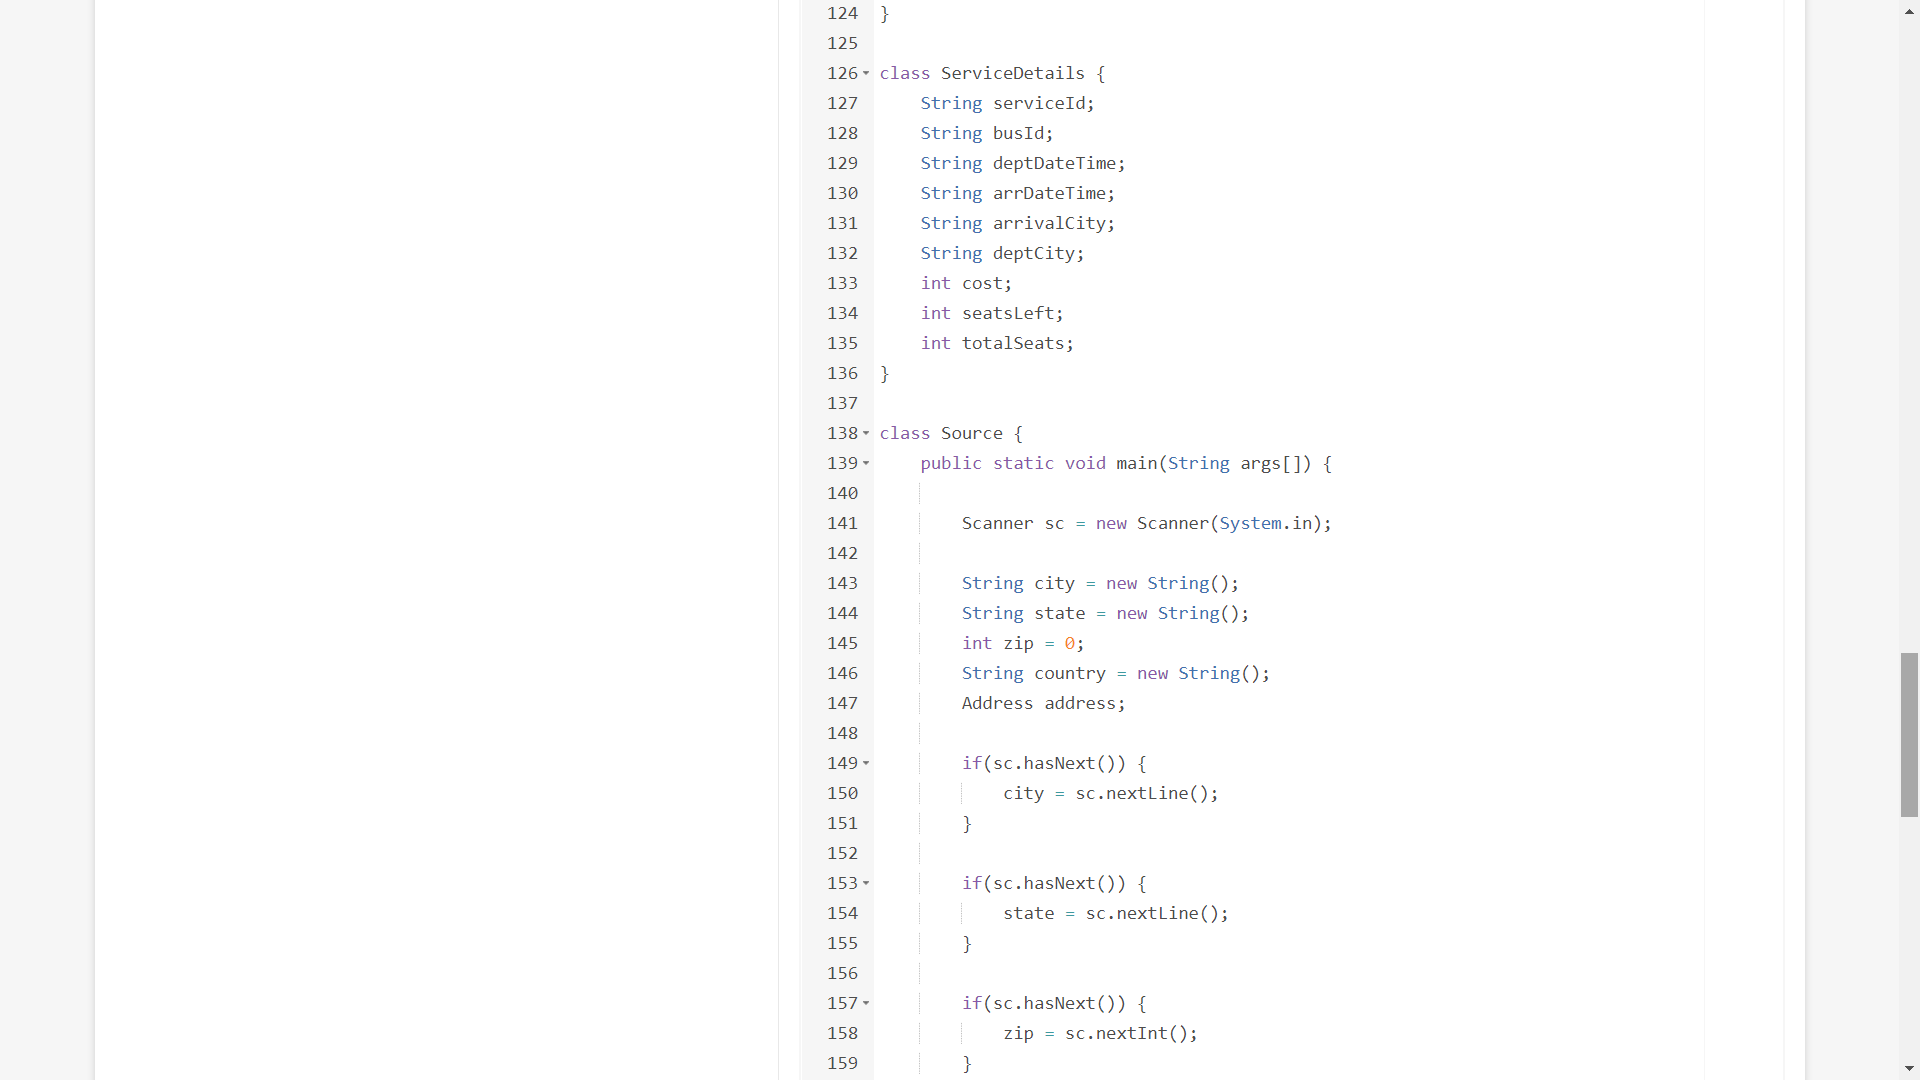 124 }
125
126 class ServiceDetails {
127     String serviceId;
128     String busId;
129     String deptDateTime;
130     String arrDateTime;
131     String arrivalCity;
132     String deptCity;
133     int cost;
134     int seatsLeft;
135     int totalSeats;
136 }
137
138 class Source {
139     public static void main(String args[]) {
140
141         Scanner sc = new Scanner(System.in);
142
143         String city = new String();
144         String state = new String();
145         int zip = 0;
146         String country = new String();
147         Address address;
148
149         if(sc.hasNext()) {
150             city = sc.nextLine();
151         }
152
153         if(sc.hasNext()) {
154             state = sc.nextLine();
155         }
156
157         if(sc.hasNext()) {
158             zip = sc.nextInt();
159         }